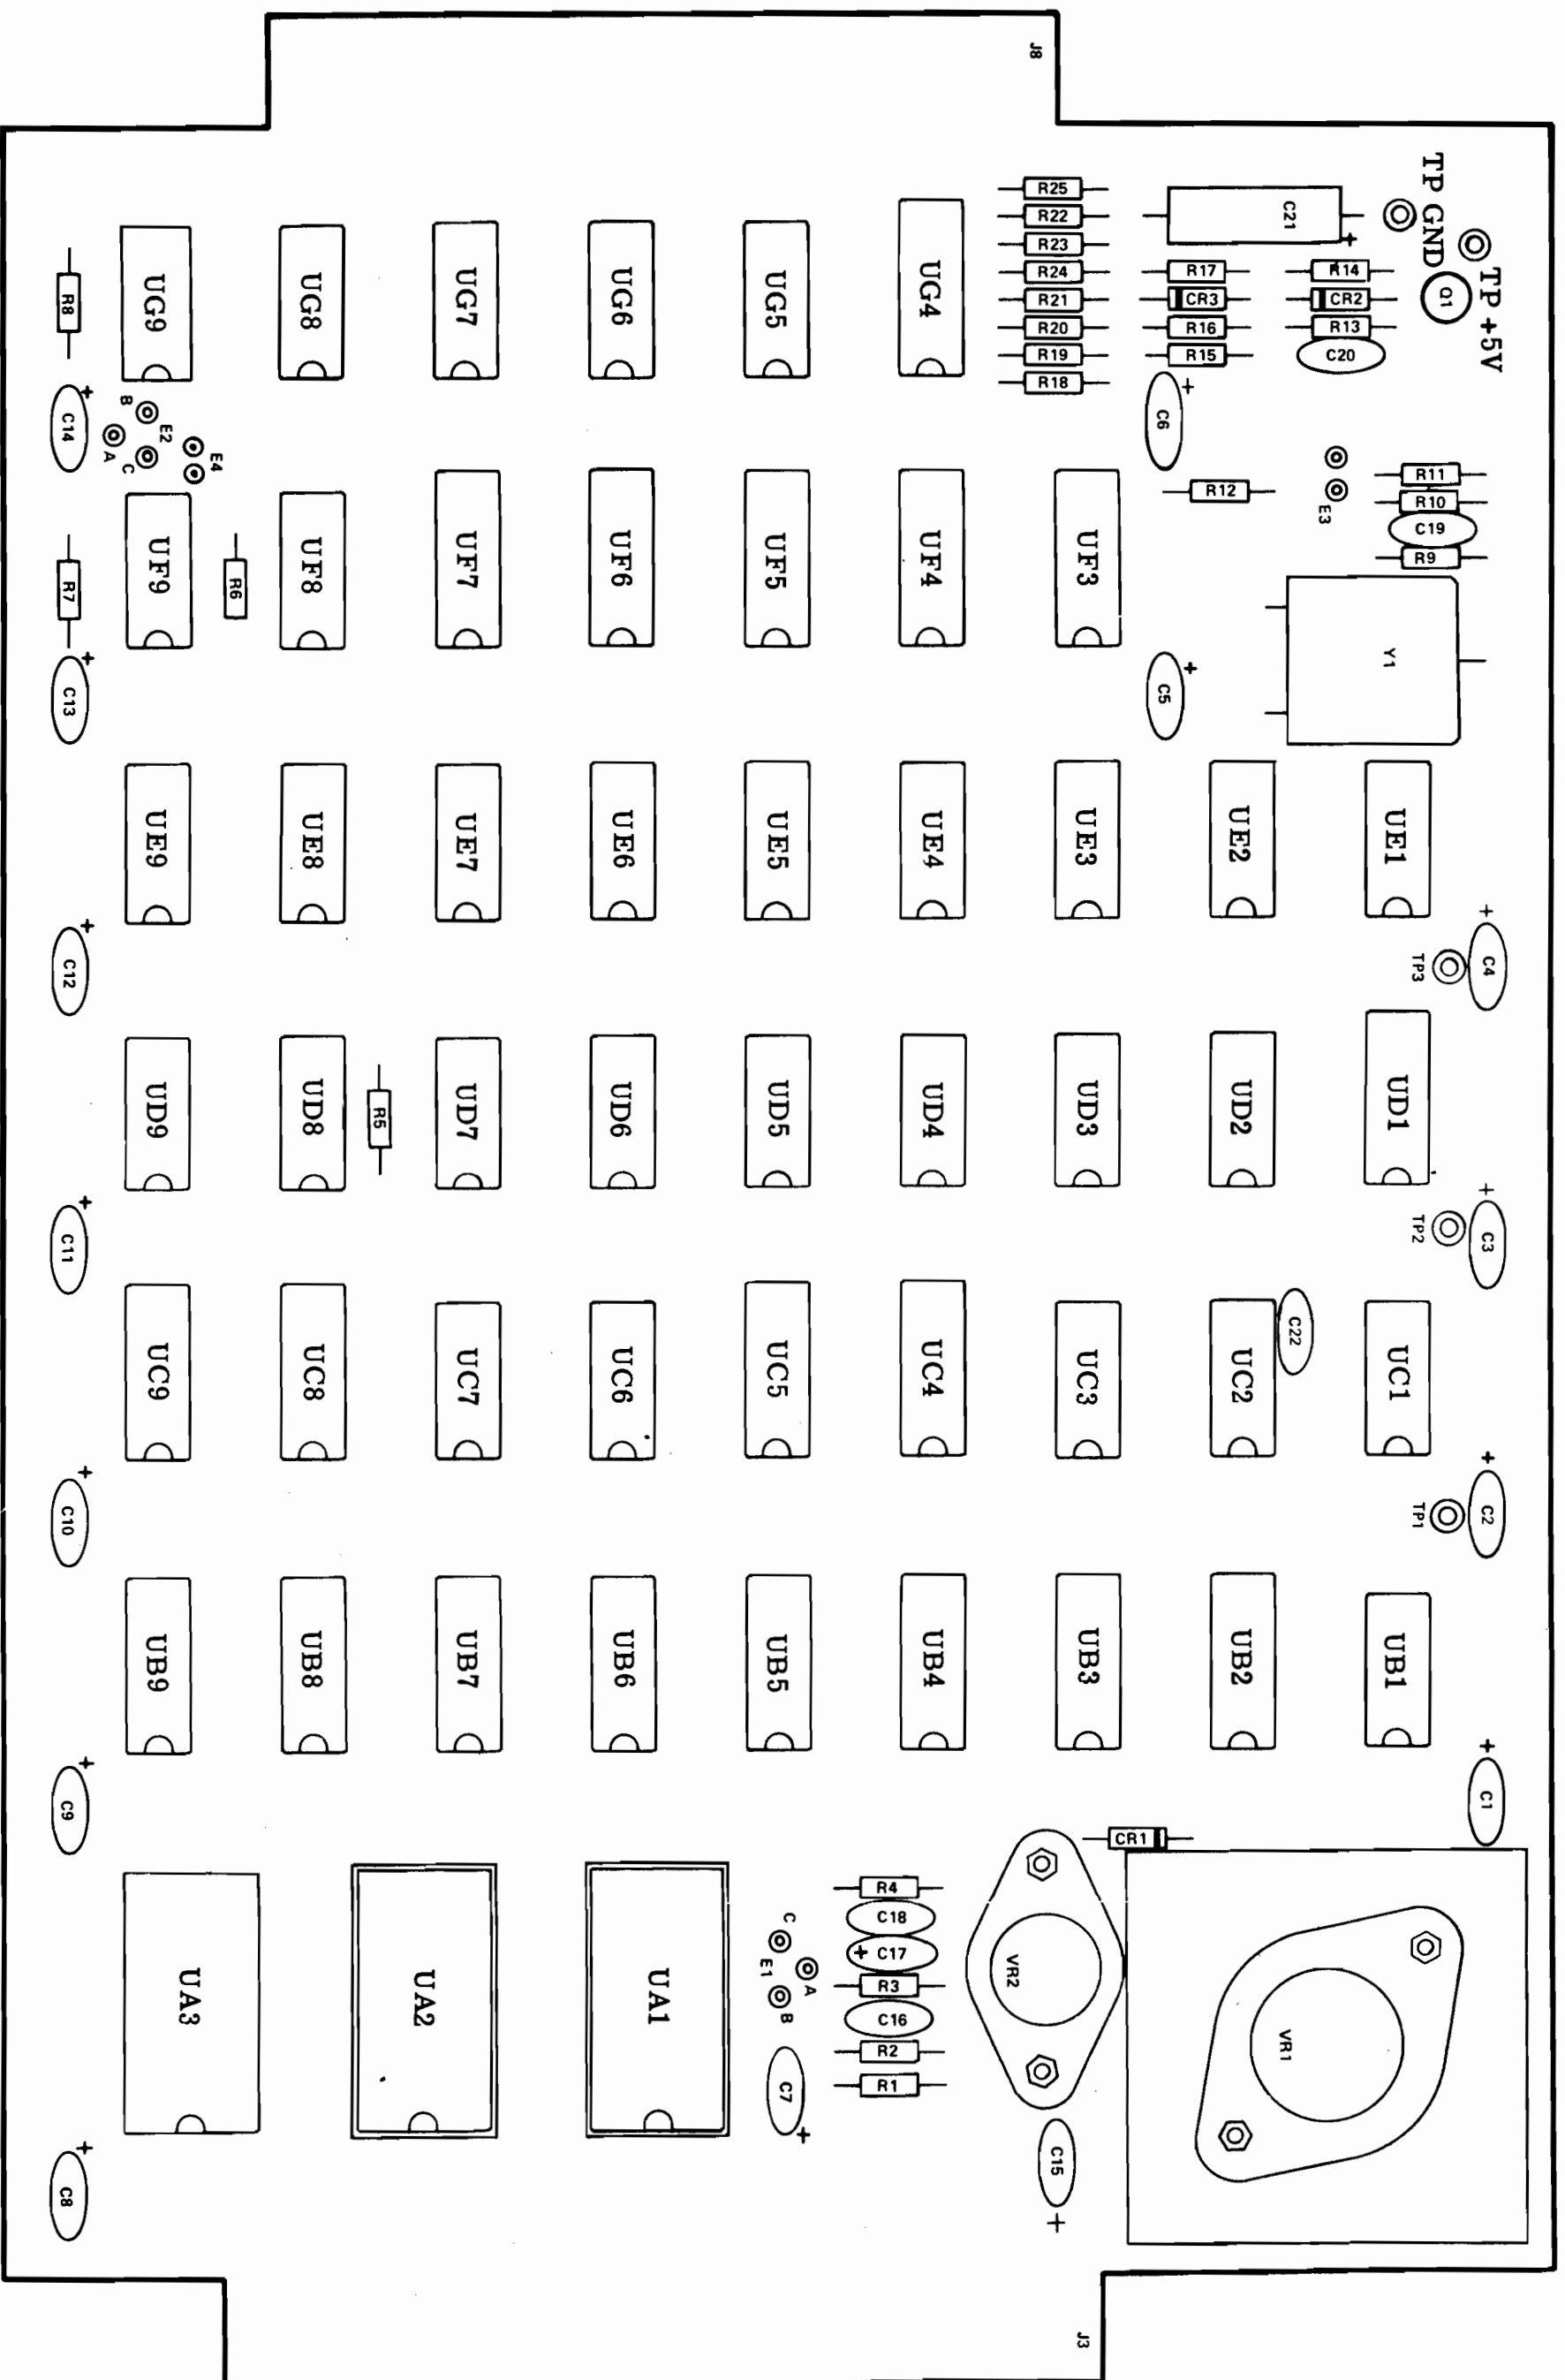 J8
TP GND
TP +5V
Q1
C21
+
R25
R22
R23
R24
R21
R20
R19
R18
R17
CR3
R16
R15
R14
CR2
R13
C20
UG9
UG8
UG7
UG6
UG5
UG4
R8
+
C14
B
A
C
E2
E4
+
C6
R12
E3
R11
R10
C19
R9
Y1
R7
UF9
R6
UF8
UF7
UF6
UF5
UF4
UF3
+
C13
+
C5
UE9
UE8
UE7
UE6
UE5
UE4
UE3
UE2
UE1
+
C12
TP3
+
C4
UD9
UD8
R5
UD7
UD6
UD5
UD4
UD3
UD2
UD1
+
C11
TP2
+
C3
UC9
UC8
UC7
UC6
UC5
UC4
UC3
UC2
C22
UC1
+
C10
TP1
+
C2
UB9
UB8
UB7
UB6
UB5
UB4
UB3
UB2
UB1
+
C9
+
C1
CR1
R4
C18
+ C17
R3
C16
R2
R1
C
E1
A
B
VR2
VR1
UA3
UA2
UA1
C7
+
C15
+
+
C8
J3